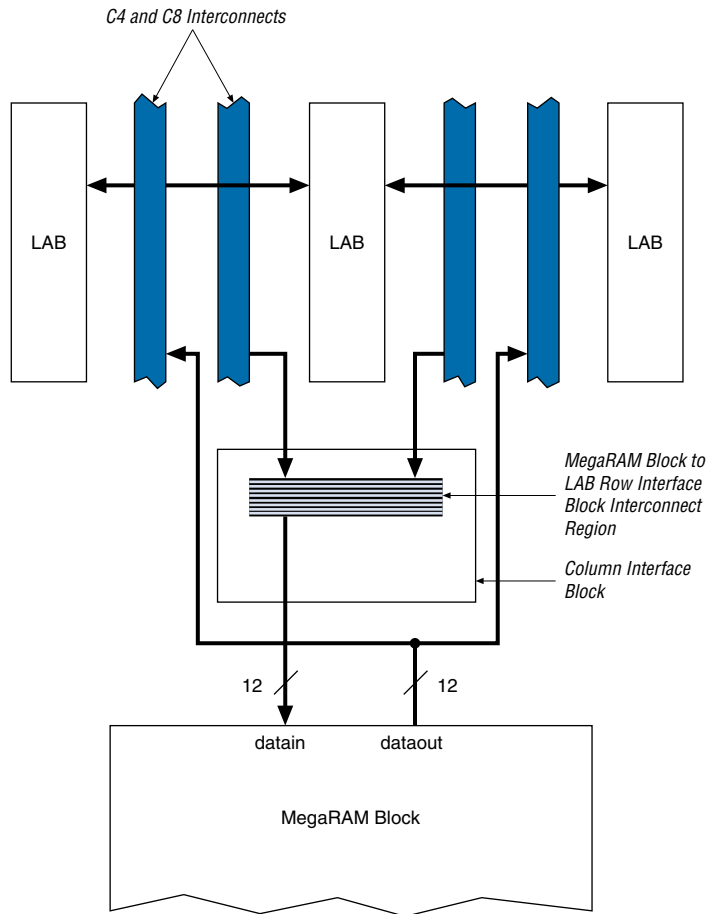 C4 and C8 Interconnects
LAB
LAB
LAB
MegaRAM Block to
LAB Row Interface
Block Interconnect
Region
Column Interface
Block
12
12
datain
dataout
MegaRAM Block